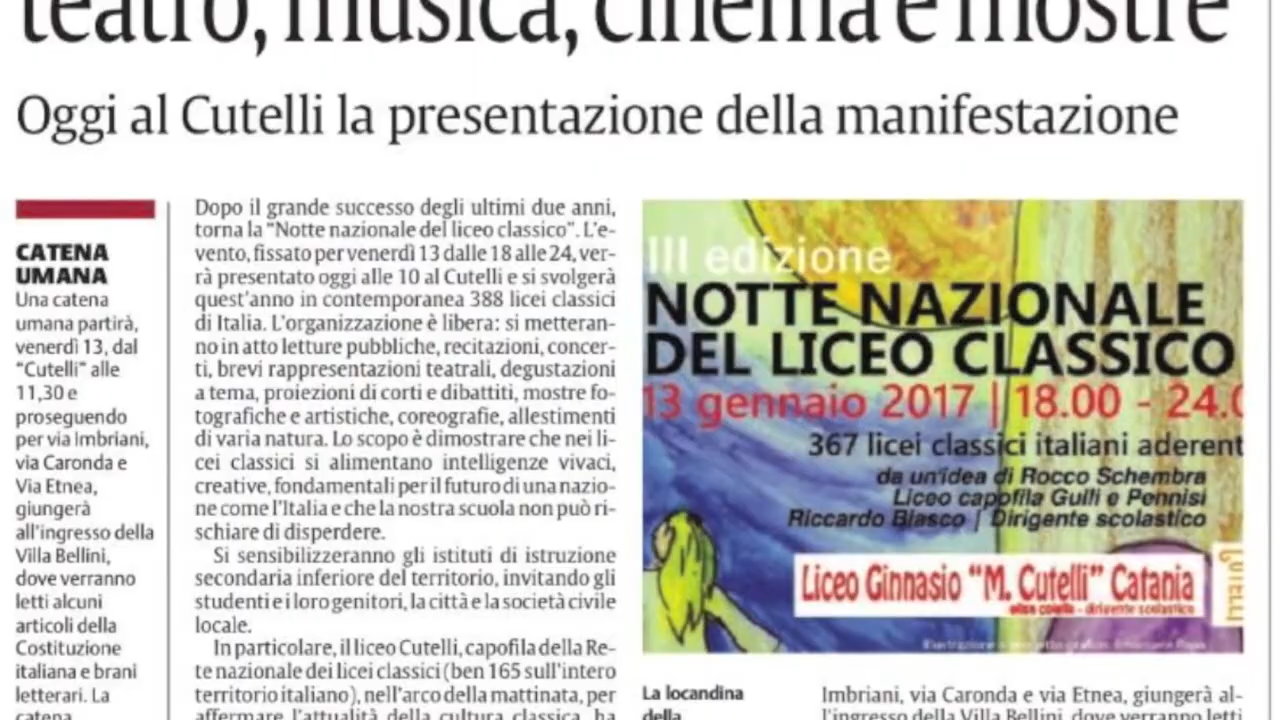 teatro, musica, cinema e mostre
Oggi al Cutelli la presentazione della manifestazione
CATENA
UMANA
Una catena
umana partirà,
venerdì 13, dal
"Cutelli" alle
11,30 e
proseguendo
per via Imbriani,
via Caronda e
Via Etnea,
giungerà
all'ingresso della
Villa Bellini,
dove verranno
letti alcuni
articoli della
Costituzione
italiana e brani
letterari. La
catena
Dopo il grande successo degli ultimi due anni,
torna la "Notte nazionale del liceo classico". L'e-
vento, fissato per venerdì 13 dalle 18 alle 24, ver-
rà presentato oggi alle 10 al Cutelli e si svolgerà
quest'anno in contemporanea 388 licei classici
di Italia. L'organizzazione è libera: si metteran-
no in atto letture pubbliche, recitazioni, concer-
ti, brevi rappresentazioni teatrali, degustazioni
a tema, proiezioni di corti e dibattiti, mostre fo-
tografiche e artistiche, coreografie, allestimenti
di varia natura. Lo scopo è dimostrare che nei li-
cei classici si alimentano intelligenze vivaci,
creative, fondamentali per il futuro di una nazio-
ne come l'Italia e che la nostra scuola non può ri-
schiare di disperdere.
Si sensibilizzeranno gli istituti di istruzione
secondaria inferiore del territorio, invitando gli
studenti e i loro genitori, la città e la società civile
locale.
In particolare, il liceo Cutelli, capofila della Re-
te nazionale dei licei classici (ben 165 sull'intero
territorio italiano), nell'arco della mattinata, per
affermare l'attualità della cultura classica, ha
III edizione
NOTTE NAZIONALE
DEL LICEO CLASSICO
13 gennaio 2017 | 18.00 - 24.0
367 licei classici italiani aderent
da un'idea di Rocco Schembra
Liceo capofila Gulli e Pennisi
Riccardo Biasco | Dirigente scolastico
Liceo Ginnasio "M. Cutelli" Catania
elisa colella - dirigente scolastico
CUTELLI
La locandina
della
Imbriani, via Caronda e via Etnea, giungerà al-
l'ingresso della Villa Bellini, dove verranno letti